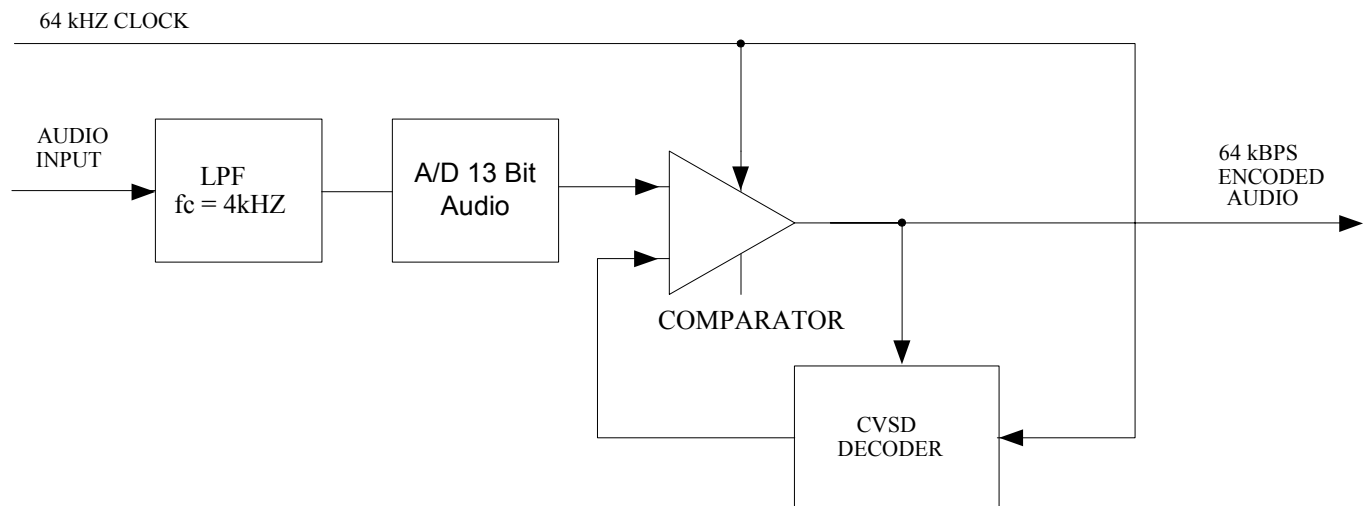 64 kHZ CLOCK
AUDIO
INPUT
LPF
fc = 4kHZ
A/D 13 Bit
Audio
COMPARATOR
64 kBPS
ENCODED
AUDIO
CVSD
DECODER